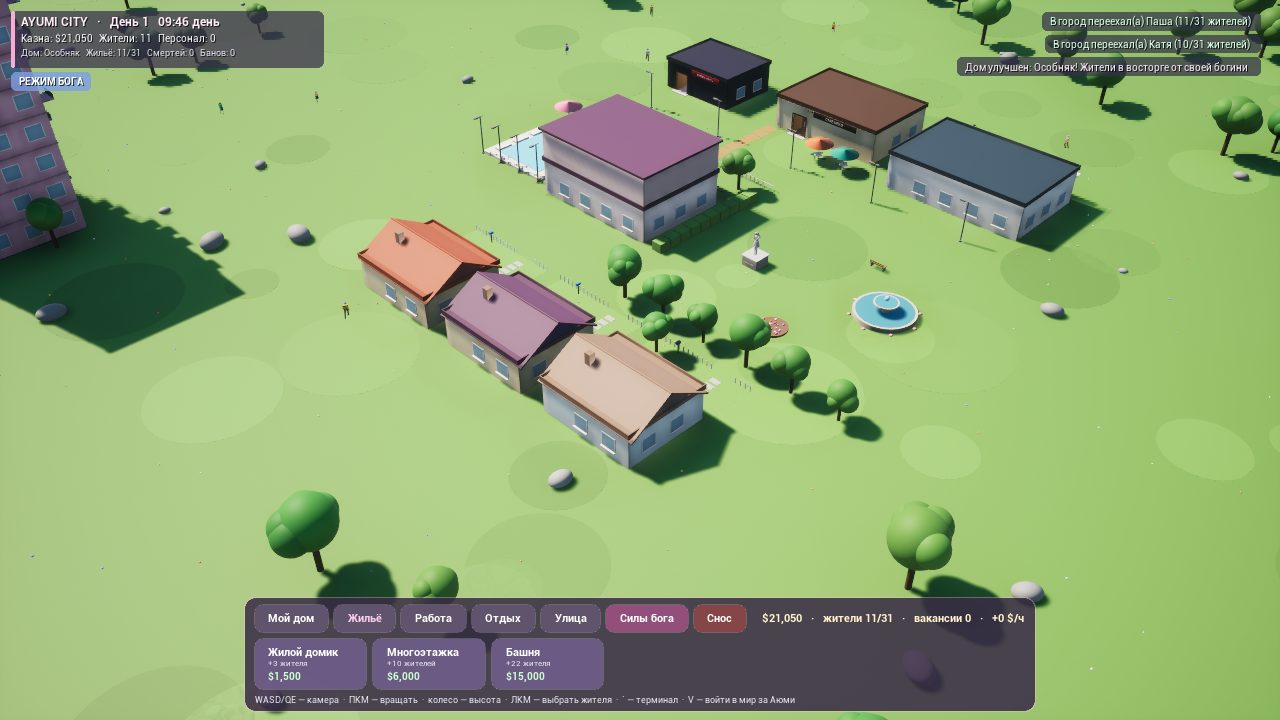 AYUMI CITY · День 1 09:46 день
Казна: $21,050 Жители: 11 Персонал: 0
Дом: Особняк Жильё: 11/31 Смертей: 0 Банов: 0
РЕЖИМ БОГА
В город переехал(а) Паша (11/31 жителей)
В город переехал(а) Катя (10/31 жителей)
Дом улучшен: Особняк! Жители в восторге от своей богини
Мой дом Жильё Работа Отдых Улица Силы бога Снос $21,050 · жители 11/31 · вакансии 0 · +0 $/ч
Жилой домик Многоэтажка Башня
+3 жителя +10 жителей +22 жителя
$1,500 $6,000 $15,000
WASD/QE — камера · ПКМ — вращать · колесо — высота · ЛКМ — выбрать жителя · ` — терминал · V — войти в мир за Аюми